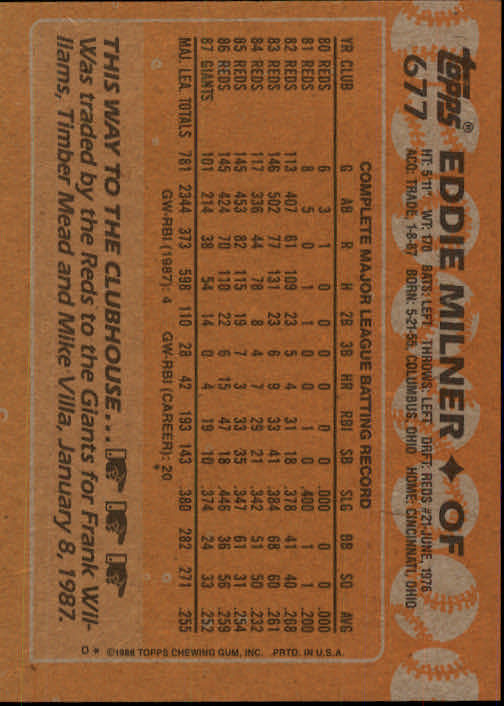 Topps®
677
EDDIE MILNER ✦ OF
HT: 5'11" WT: 170 BATS: LEFT THROWS: LEFT DRAFT: REDS #21-JUNE, 1976
ACQ: TRADE, 1-8-87 BORN: 5-21-55, COLUMBUS, OHIO HOME: CINCINNATI, OHIO
COMPLETE MAJOR LEAGUE BATTING RECORD
YR CLUB G AB R H 2B 3B HR RBI SB SLG BB SO AVG
80 REDS 6 3 1 0 0 0 0 0 0 .000 0 0 .000
81 REDS 8 5 0 1 1 0 0 1 0 .400 1 1 .200
82 REDS 113 407 61 109 23 5 4 31 18 .378 41 40 .268
83 REDS 146 502 77 131 23 6 9 33 41 .384 68 60 .261
84 REDS 117 336 44 78 8 4 7 29 21 .342 51 50 .232
85 REDS 145 453 82 115 19 7 3 33 35 .347 61 31 .254
86 REDS 145 424 70 110 22 6 15 47 18 .446 36 56 .259
87 GIANTS 101 214 38 54 14 0 4 19 10 .374 24 33 .252
MAJ. LEA. TOTALS 781 2344 373 598 110 28 42 193 143 .380 282 271 .255
GW-RBI (1987): 4 GW-RBI (CAREER): 20
THIS WAY TO THE CLUBHOUSE...
Was traded by the Reds to the Giants for Frank Wil-
liams, Timber Mead and Mike Villa, January 8, 1987.
D * ©1988 TOPPS CHEWING GUM, INC. PRTD. IN U.S.A.